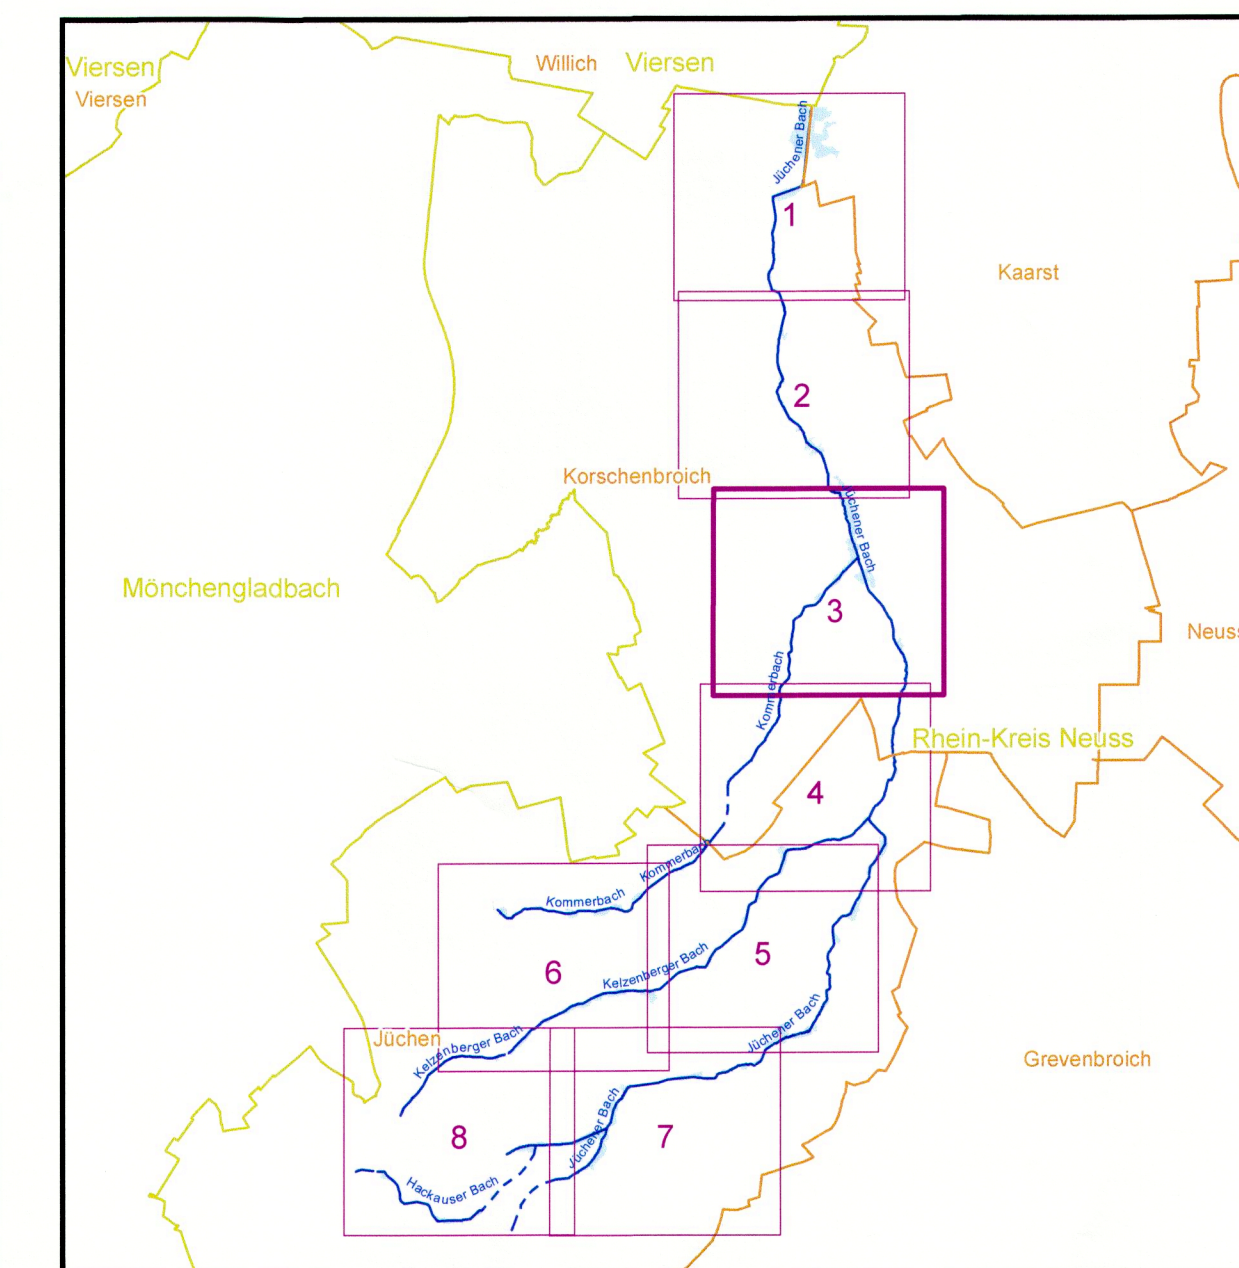 Viersen
Viersen
Willich
Viersen
Jüchener Bach
1
Kaarst
2
Korschenbroich
Jüchener Bach
Mönchengladbach
3
Neuss
Kommerbach
Rhein-Kreis Neuss
4
Kommerbach
Kommerbach
5
6
Kelzenberger Bach
Jüchener Bach
Jüchen
Kelzenberger Bach
Grevenbroich
Jüchener Bach
8
7
Hackauser Bach